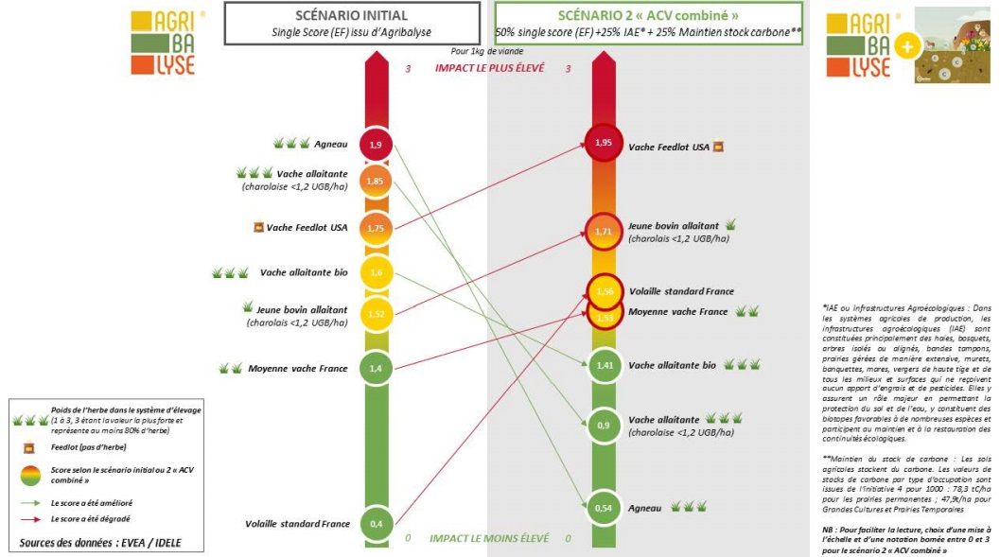 AGRI
BA
LYSE
SCÉNARIO INITIAL
Single Score (EF) issu d'Agribalyse
SCÉNARIO 2 « ACV combiné »
50% single score (EF) +25% IAE* + 25% Maintien stock carbone**
AGRI
BA
LYSE
+
C
C
C
Pour 1kg de viande
3 IMPACT LE PLUS ÉLEVÉ 3
Agneau
1,9
Vache allaitante
(charolaise <1,2 UGB/ha)
1,85
Vache Feedlot USA
1,75
Vache allaitante bio
1,6
Jeune bovin allaitant
(charolais <1,2 UGB/ha)
1,52
Moyenne vache France
1,4
Volaille standard France
0,4
0 IMPACT LE MOINS ÉLEVÉ 0
1,95
Vache Feedlot USA
1,71
Jeune bovin allaitant
(charolais <1,2 UGB/ha)
1,56
Volaille standard France
1,53
Moyenne vache France
1,41
Vache allaitante bio
0,9
Vache allaitante
(charolaise <1,2 UGB/ha)
0,54
Agneau
Poids de l'herbe dans le système d'élevage
(1 à 3, 3 étant la valeur la plus forte et
représente au moins 80% d'herbe)
Feedlot (pas d'herbe)
Score selon le scénario initial ou 2 « ACV
combiné »
Le score a été amélioré
Le score a été dégradé
Sources des données : EVEA / IDELE
*IAE ou Infrastructures Agroécologiques : Dans
les systèmes agricoles de production, les
infrastructures agroécologiques (IAE) sont
constituées principalement des haies, bosquets,
arbres isolés ou alignés, bandes tampons,
prairies gérées de manière extensive, murets,
banquettes, mares, vergers de haute tige et de
tous les milieux et surfaces qui ne reçoivent
aucun apport d'engrais et de pesticides. Elles y
assurent un rôle majeur en permettant la
protection du sol et de l'eau, y constituent des
biotopes favorables à de nombreuses espèces et
participent au maintien et à la restauration des
continuités écologiques.
**Maintien du stock de carbone : Les sols
agricoles stockent du carbone. Les valeurs de
stocks de carbone par type d'occupation sont
issues de l'Initiative 4 pour 1000 : 78,3 tC/ha
pour les prairies permanentes ; 47,9t/ha pour
Grandes Cultures et Prairies Temporaires
NB : Pour faciliter la lecture, choix d'une mise à
l'échelle et d'une notation bornée entre 0 et 3
pour le scénario 2 « ACV combiné »